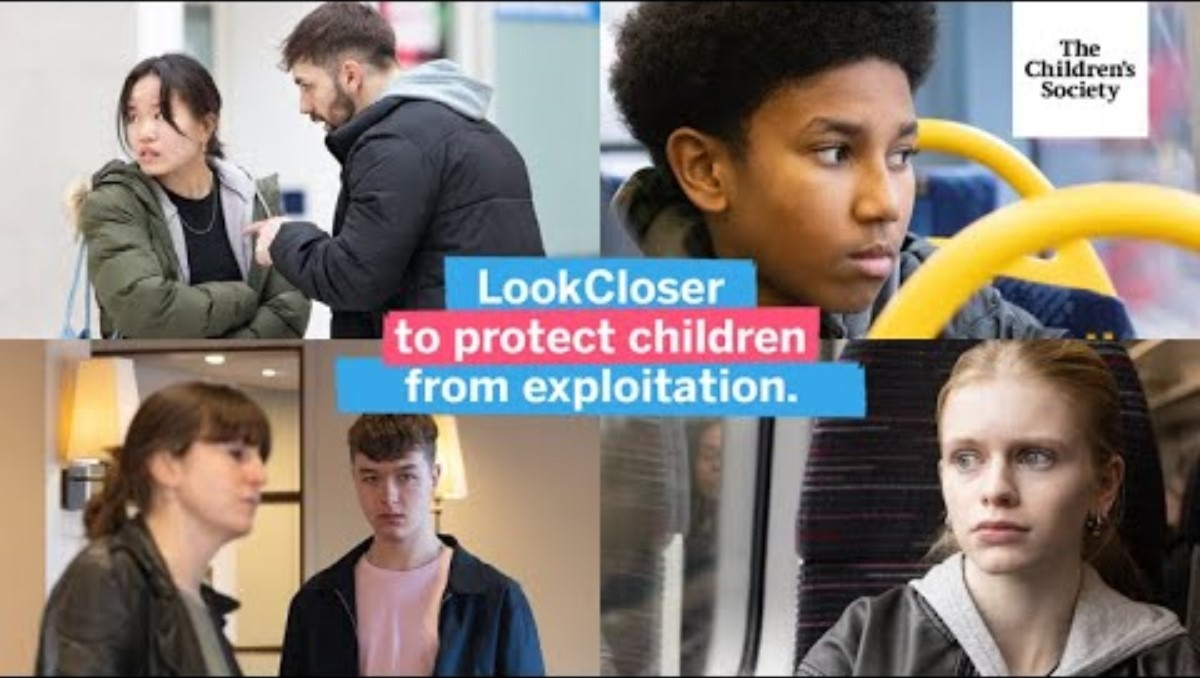 The
Children's
Society
LookCloser
to protect children
from exploitation.